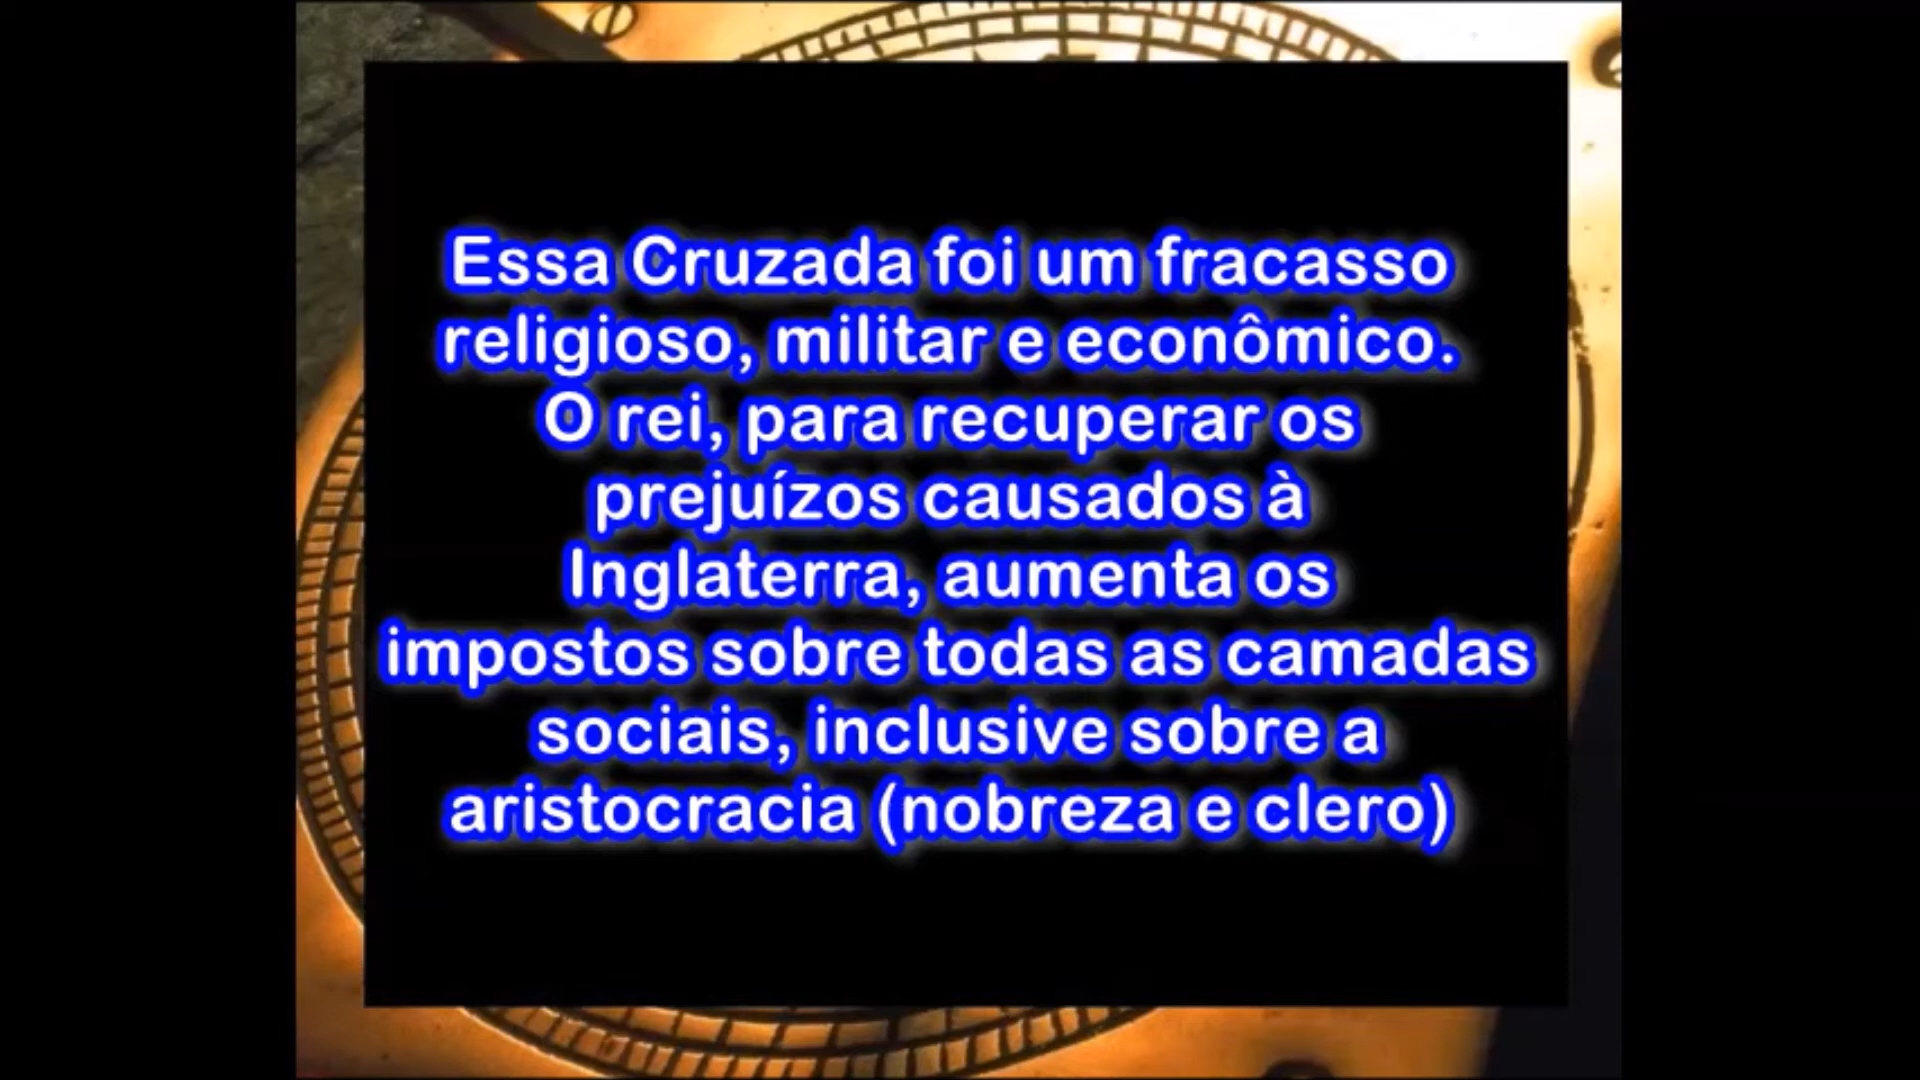 Essa Cruzada foi um fracasso
religioso, militar e econômico.
O rei, para recuperar os
prejuízos causados à
Inglaterra, aumenta os
impostos sobre todas as camadas
sociais, inclusive sobre a
aristocracia (nobreza e clero)